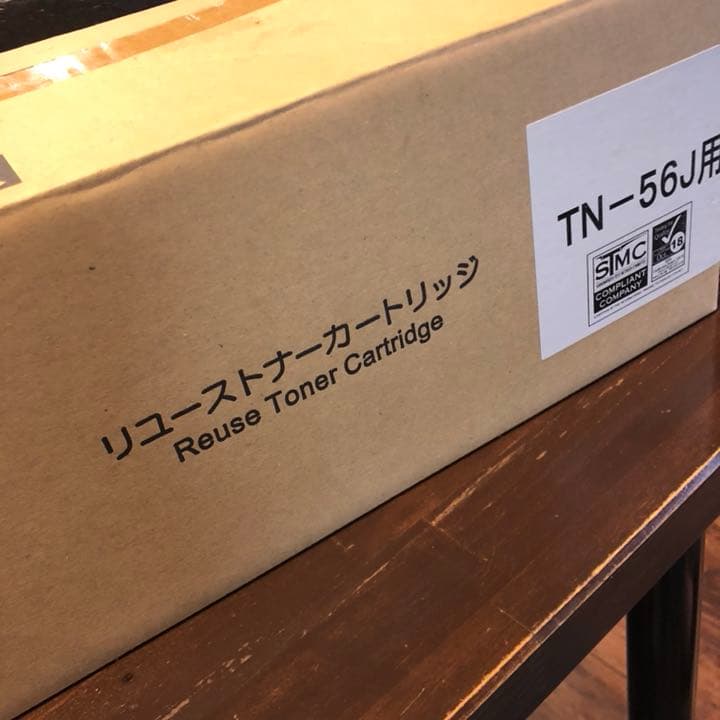 TN-56J用
STMC
COMPLIANT
COMPANY
18
リユーストナーカートリッジ
Reuse Toner Cartridge